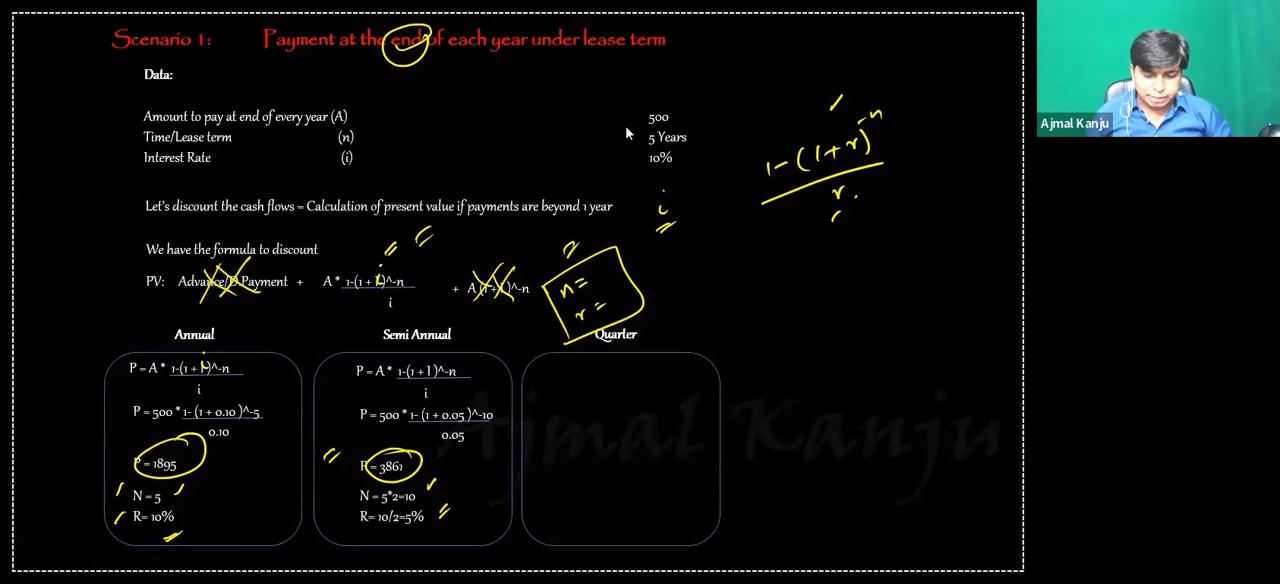 Scenario 1: Payment at the end of each year under lease term
Data:
Amount to pay at end of every year (A) 500
Time/Lease term (n) 5 Years
Interest Rate (i) 10%
Let's discount the cash flows = Calculation of present value if payments are beyond 1 year
i
We have the formula to discount
PV: Advance/D.Payment + A * 1-(1 + i)^-n + A (1+i)^-n
i
n =
r =
1-(1+r)^-n
r
Annual Semi Annual Quarter
P = A * 1-(1 + i)^-n
i
P = 500 * 1- (1 + 0.10 )^-5
0.10
P = 1895
N = 5
R= 10%
P = A * 1-(1 + 1 )^-n
i
P = 500 * 1- (1 + 0.05 )^-10
0.05
P = 3861
N = 5*2=10
R= 10/2=5%
Ajmal Kanju
Ajmal Kanju